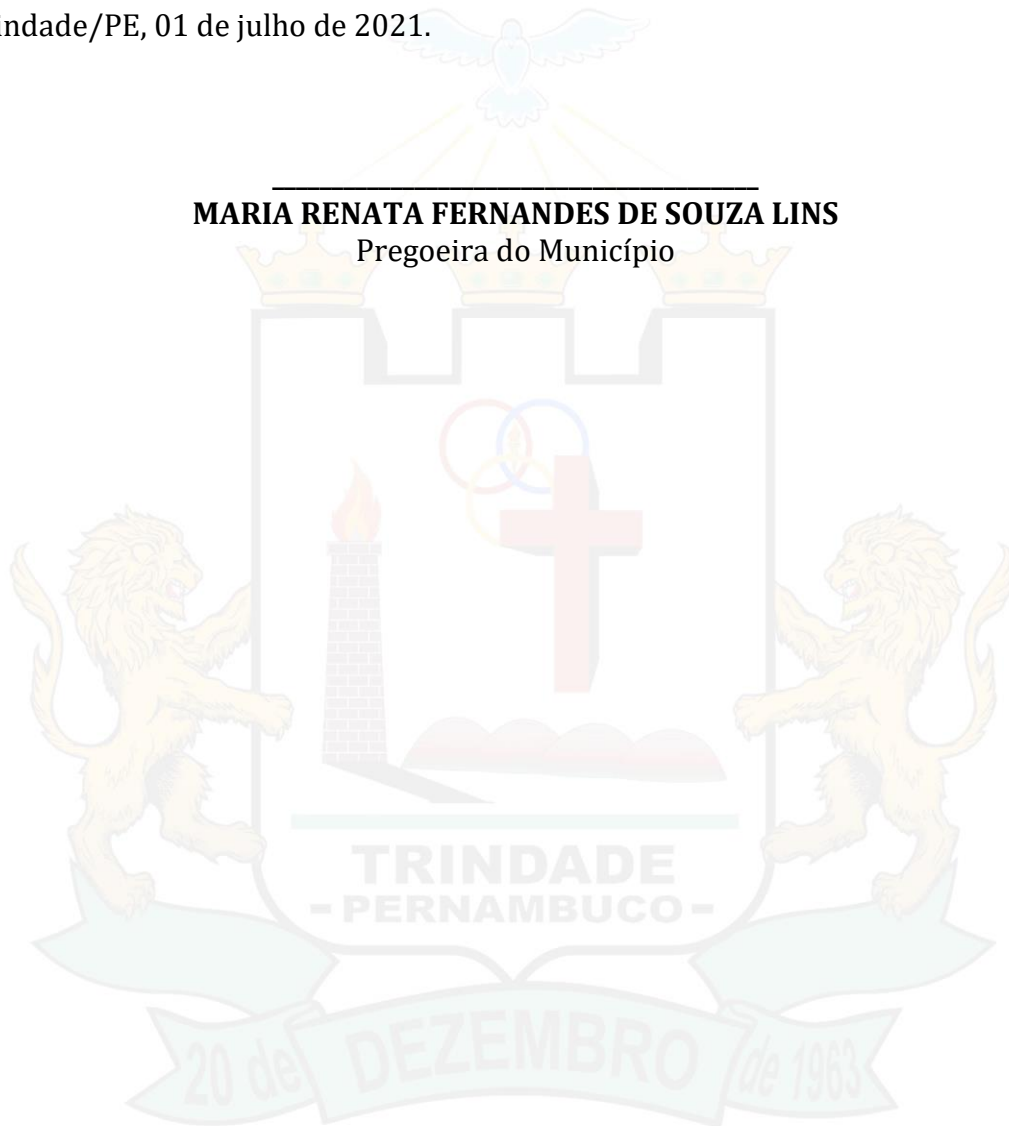 indade/PE, 01 de julho de 2021.
MARIA RENATA FERNANDES DE SOUZA LINS
Pregoeira do Município
TRINDADE
- PERNAMBUCO -
20 de DEZEMBRO de 1963